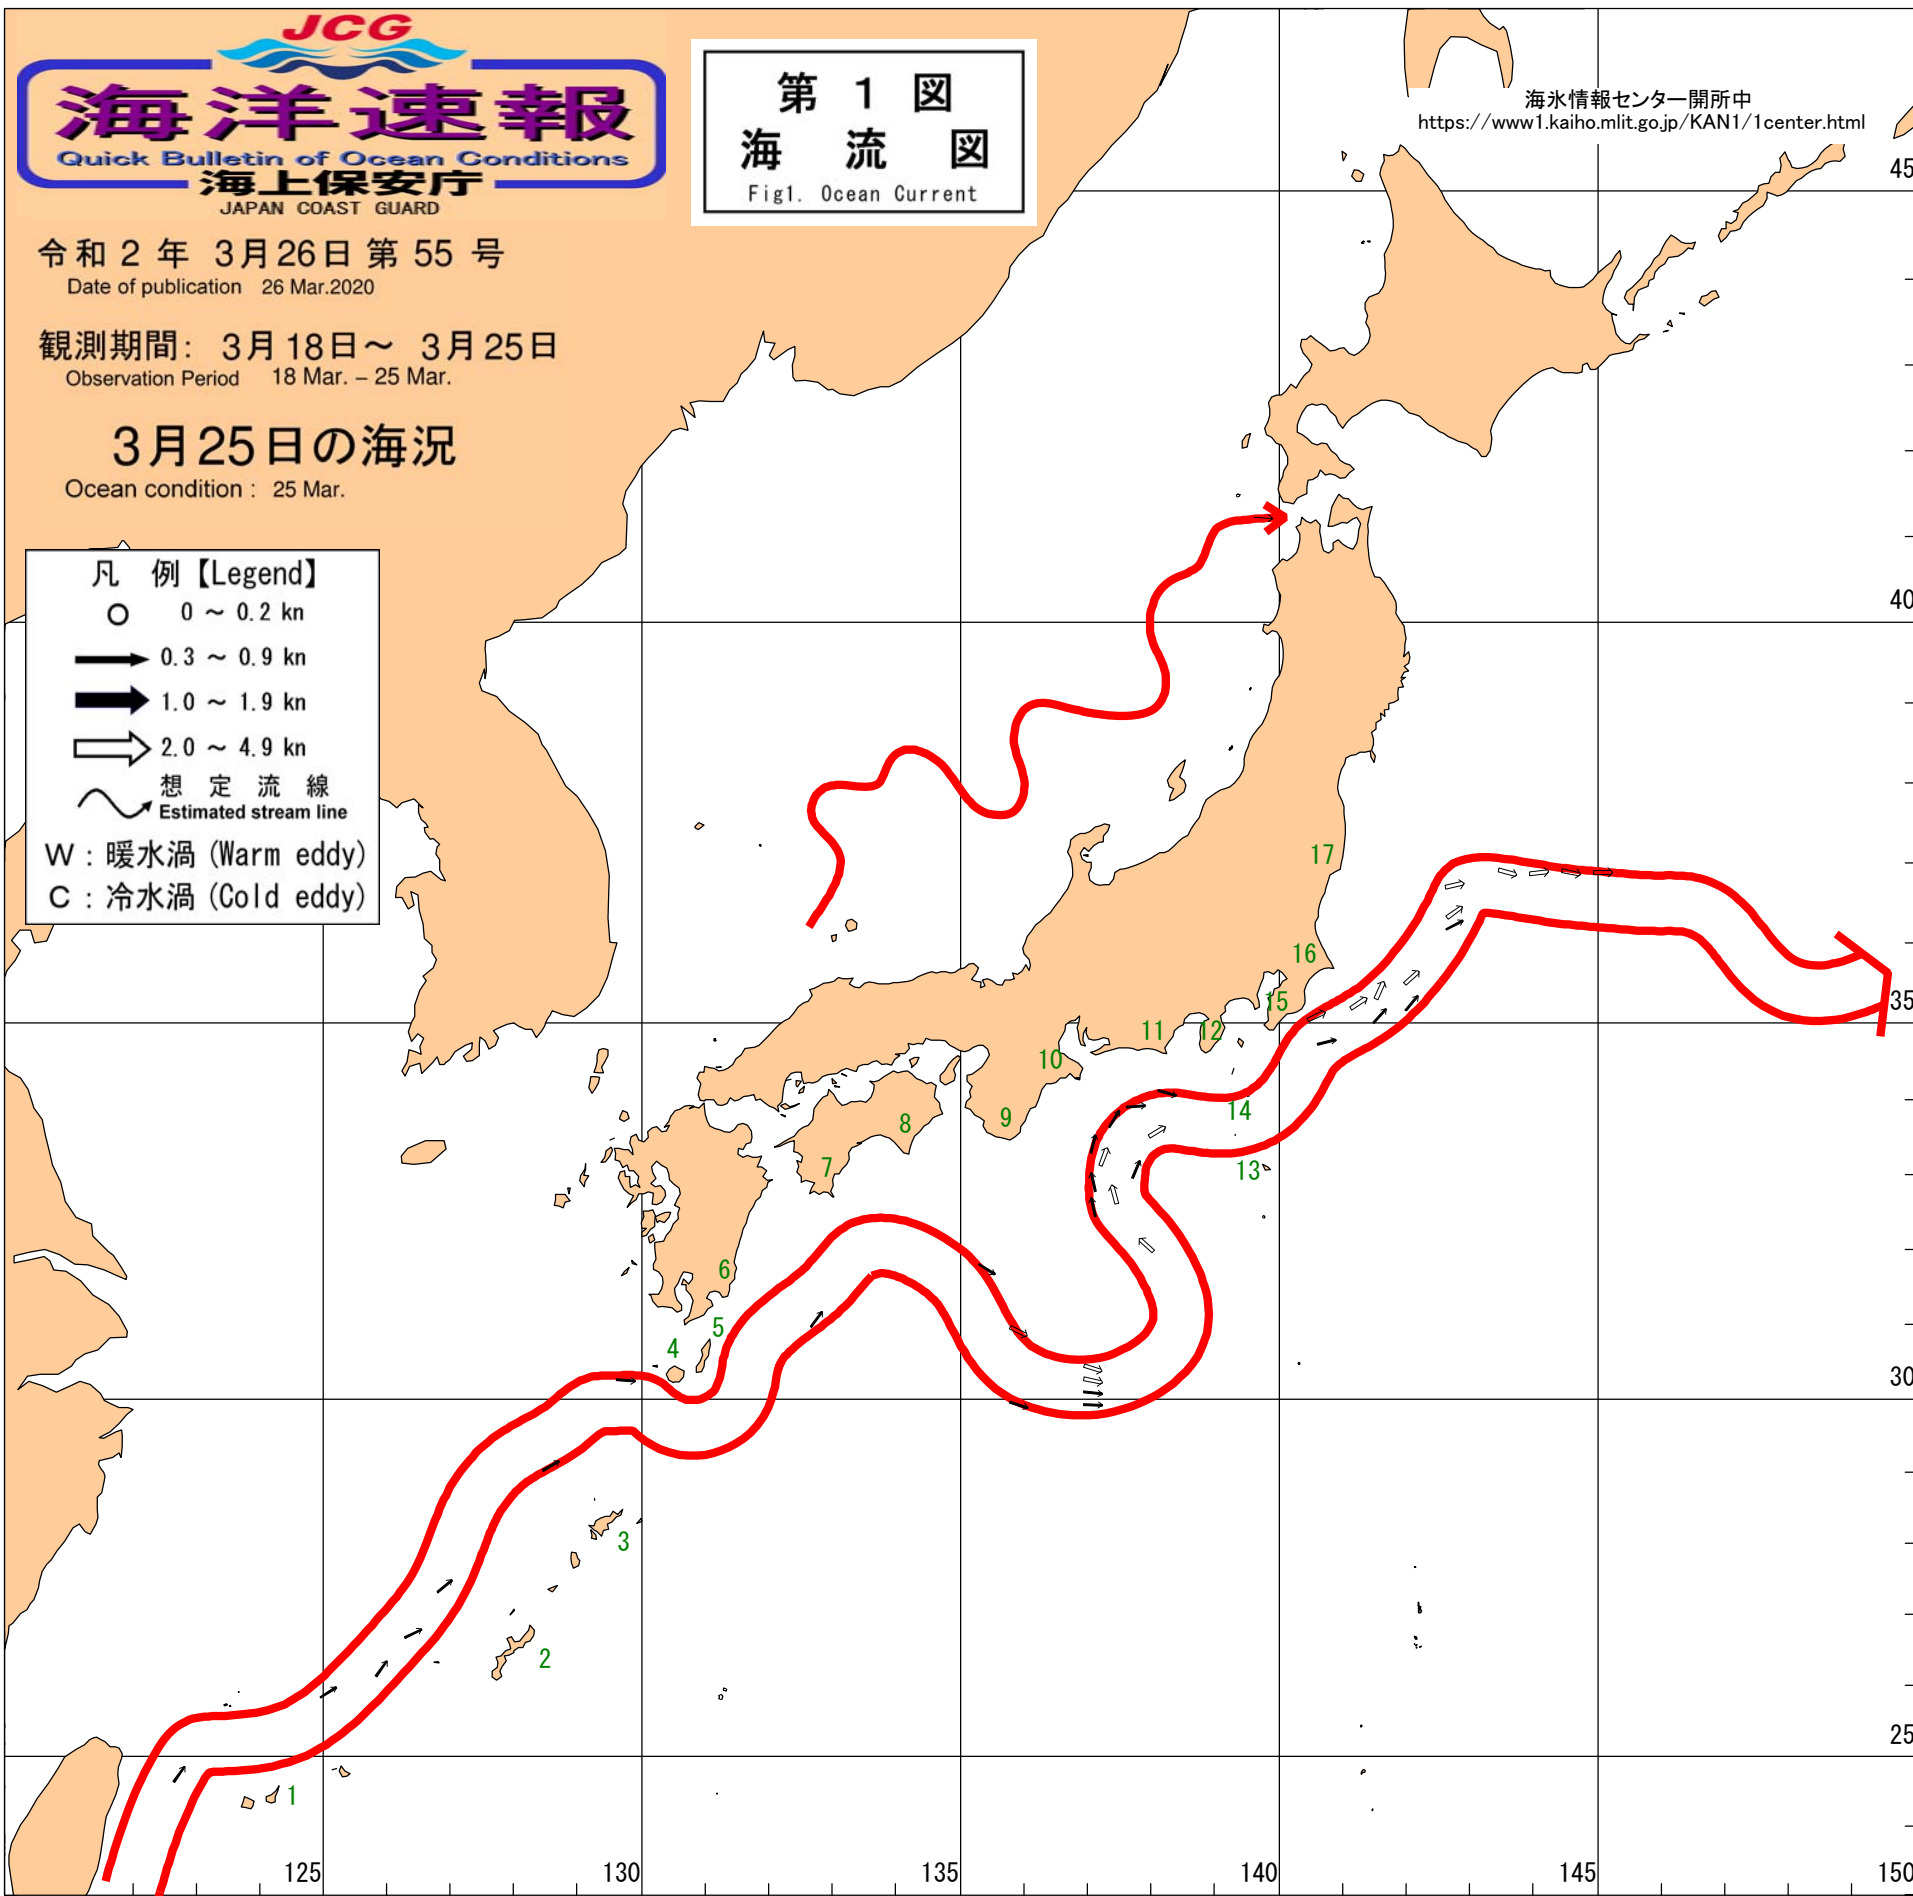 JCG
海洋速報
Quick Bulletin of Ocean Conditions
海上保安庁
JAPAN COAST GUARD
第 1 図
海 流 図
Fig1. Ocean Current
海氷情報センター開所中
https://www1.kaiho.mlit.go.jp/KAN1/1center.html
令和 2 年 3月26日 第 55 号
Date of publication 26 Mar.2020
観測期間: 3月18日～ 3月25日
Observation Period 18 Mar. – 25 Mar.
3月25日の海況
Ocean condition : 25 Mar.
凡 例【Legend】
0 ～ 0.2 kn
0.3 ～ 0.9 kn
1.0 ～ 1.9 kn
2.0 ～ 4.9 kn
想 定 流 線
Estimated stream line
W : 暖水渦 (Warm eddy)
C : 冷水渦 (Cold eddy)
45
40
17
16
35
15
12
11
10
14
9
8
13
7
6
5
4
30
3
2
25
1
125
130
135
140
145
150